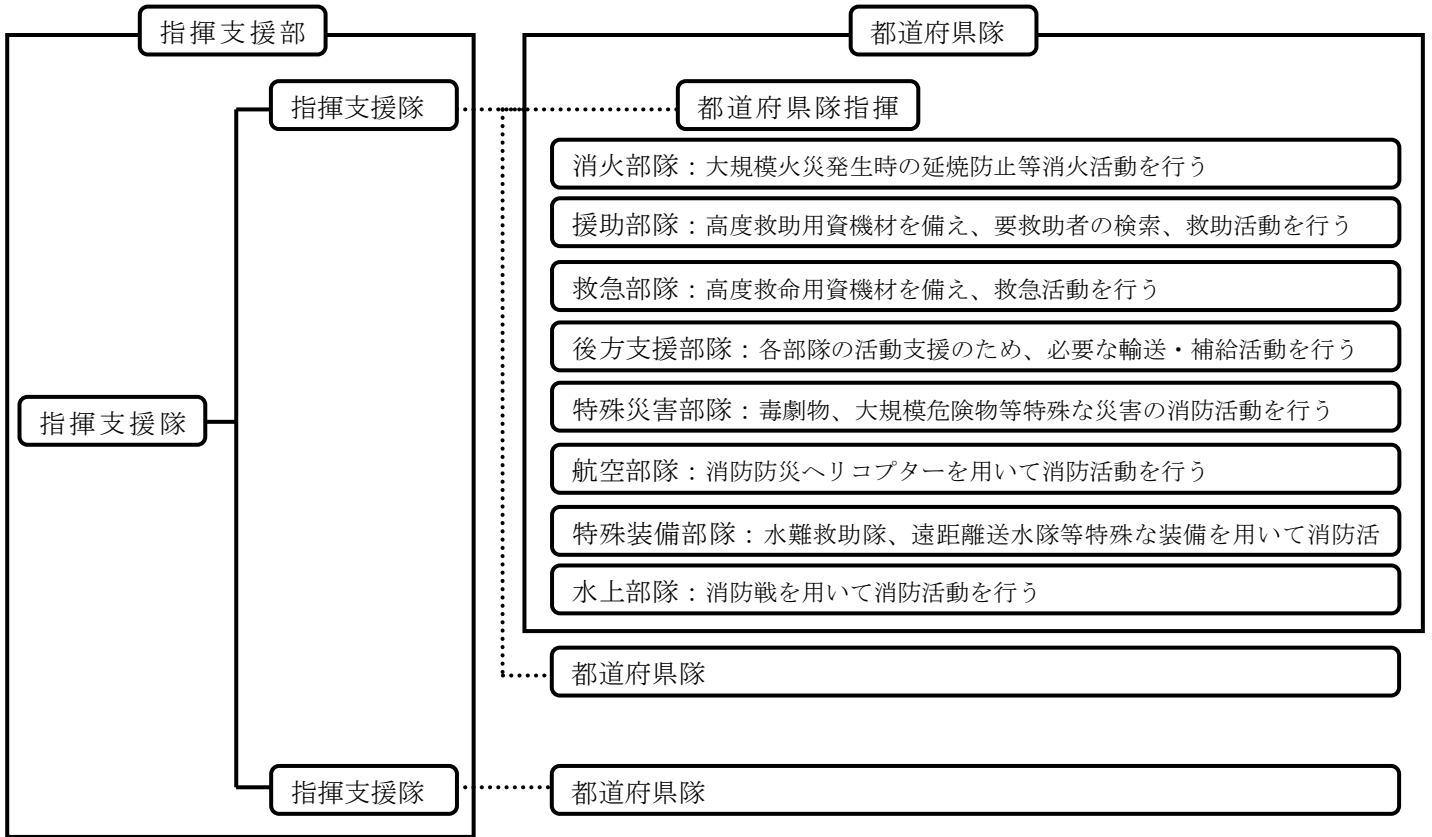 指揮支援部
都道府県隊
指揮支援隊
都道府県隊指揮
消火部隊：大規模火災発生時の延焼防止等消火活動を行う
援助部隊：高度救助用資機材を備え、要救助者の検索、救助活動を行う
救急部隊：高度救命用資機材を備え、救急活動を行う
後方支援部隊：各部隊の活動支援のため、必要な輸送・補給活動を行う
特殊災害部隊：毒劇物、大規模危険物等特殊な災害の消防活動を行う
指揮支援隊
航空部隊：消防防災ヘリコプターを用いて消防活動を行う
特殊装備部隊：水難救助隊、遠距離送水隊等特殊な装備を用いて消防活
水上部隊：消防戦を用いて消防活動を行う
都道府県隊
指揮支援隊
都道府県隊